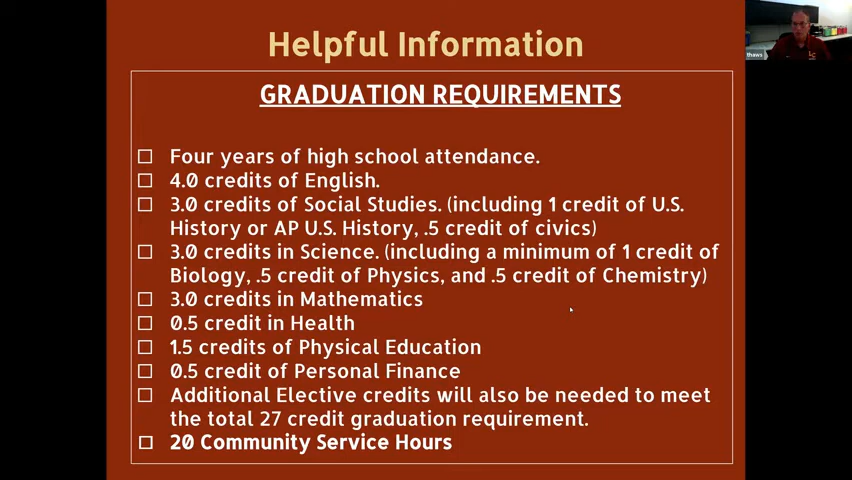 Helpful Information
GRADUATION REQUIREMENTS
Four years of high school attendance.
4.0 credits of English.
3.0 credits of Social Studies. (including 1 credit of U.S.
History or AP U.S. History, .5 credit of civics)
3.0 credits in Science. (including a minimum of 1 credit of
Biology, .5 credit of Physics, and .5 credit of Chemistry)
3.0 credits in Mathematics
0.5 credit in Health
1.5 credits of Physical Education
0.5 credit of Personal Finance
Additional Elective credits will also be needed to meet
the total 27 credit graduation requirement.
20 Community Service Hours